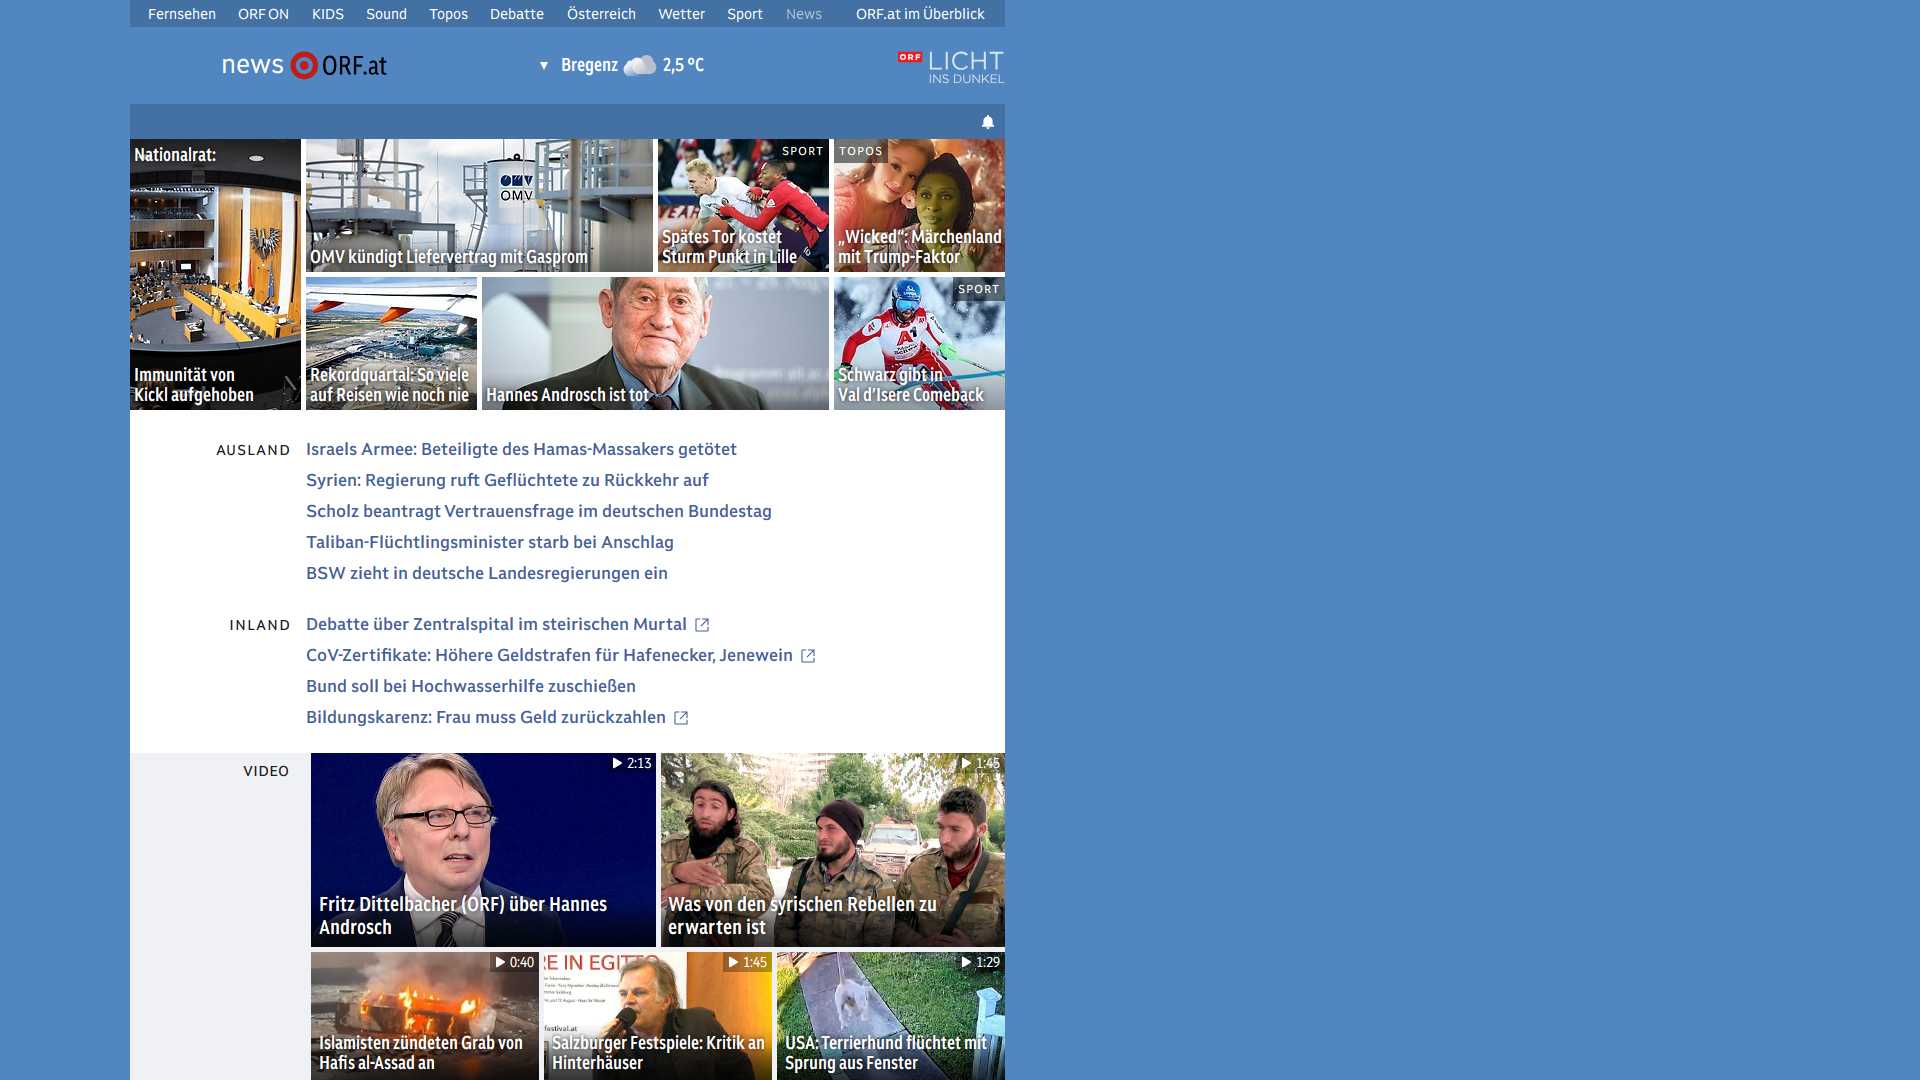 Fernsehen ORF ON KIDS Sound Topos Debatte Österreich Wetter Sport News ORF.at im Überblick
news ORF.at
▼ Bregenz 2,5 °C
ORF LICHT
INS DUNKEL
Nationalrat:
Immunität von
Kickl aufgehoben
OMV
OMV kündigt Liefervertrag mit Gasprom
SPORT
Spätes Tor kostet
Sturm Punkt in Lille
TOPOS
„Wicked“: Märchenland
mit Trump-Faktor
Rekordquartal: So viele
auf Reisen wie noch nie
Hannes Androsch ist tot
SPORT
Schwarz gibt in
Val d’Isere Comeback
AUSLAND
Israels Armee: Beteiligte des Hamas-Massakers getötet
Syrien: Regierung ruft Geflüchtete zu Rückkehr auf
Scholz beantragt Vertrauensfrage im deutschen Bundestag
Taliban-Flüchtlingsminister starb bei Anschlag
BSW zieht in deutsche Landesregierungen ein
INLAND
Debatte über Zentralspital im steirischen Murtal
CoV-Zertifikate: Höhere Geldstrafen für Hafenecker, Jenewein
Bund soll bei Hochwasserhilfe zuschießen
Bildungskarenz: Frau muss Geld zurückzahlen
VIDEO
2:13
Fritz Dittelbacher (ORF) über Hannes
Androsch
1:45
Was von den syrischen Rebellen zu
erwarten ist
0:40
Islamisten zündeten Grab von
Hafis al-Assad an
RE IN EGITTO
1:45
festival.at
Salzburger Festspiele: Kritik an
Hinterhäuser
1:29
USA: Terrierhund flüchtet mit
Sprung aus Fenster